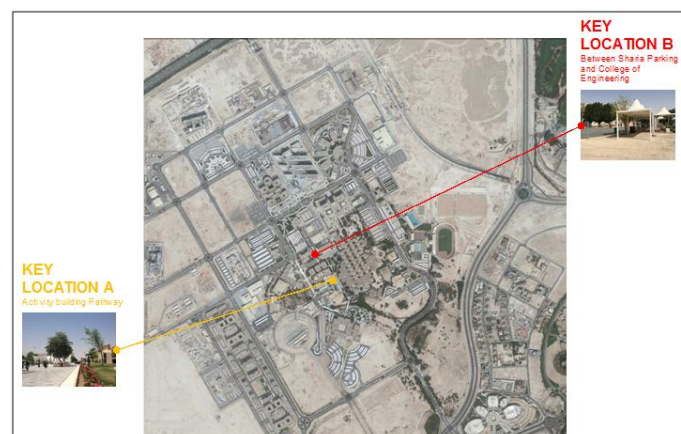 KEY
LOCATION B
Between Sharia Parking
and College of
Engineering
KEY
LOCATION A
Activity building Pathway